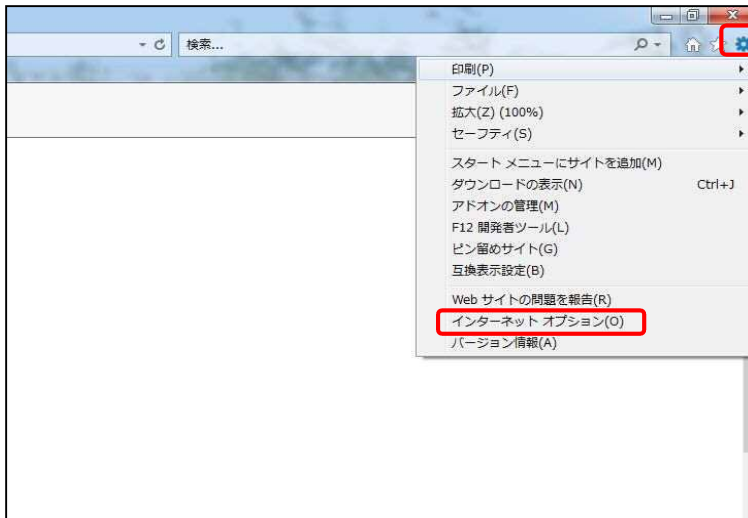 検索...
印刷(P)
ファイル(F)
拡大(Z) (100%)
セーフティ(S)
スタート メニューにサイトを追加(M)
ダウンロードの表示(N) Ctrl+J
アドオンの管理(M)
F12 開発者ツール(L)
ピン留めサイト(G)
互換表示設定(B)
Web サイトの問題を報告(R)
インターネット オプション(O)
バージョン情報(A)